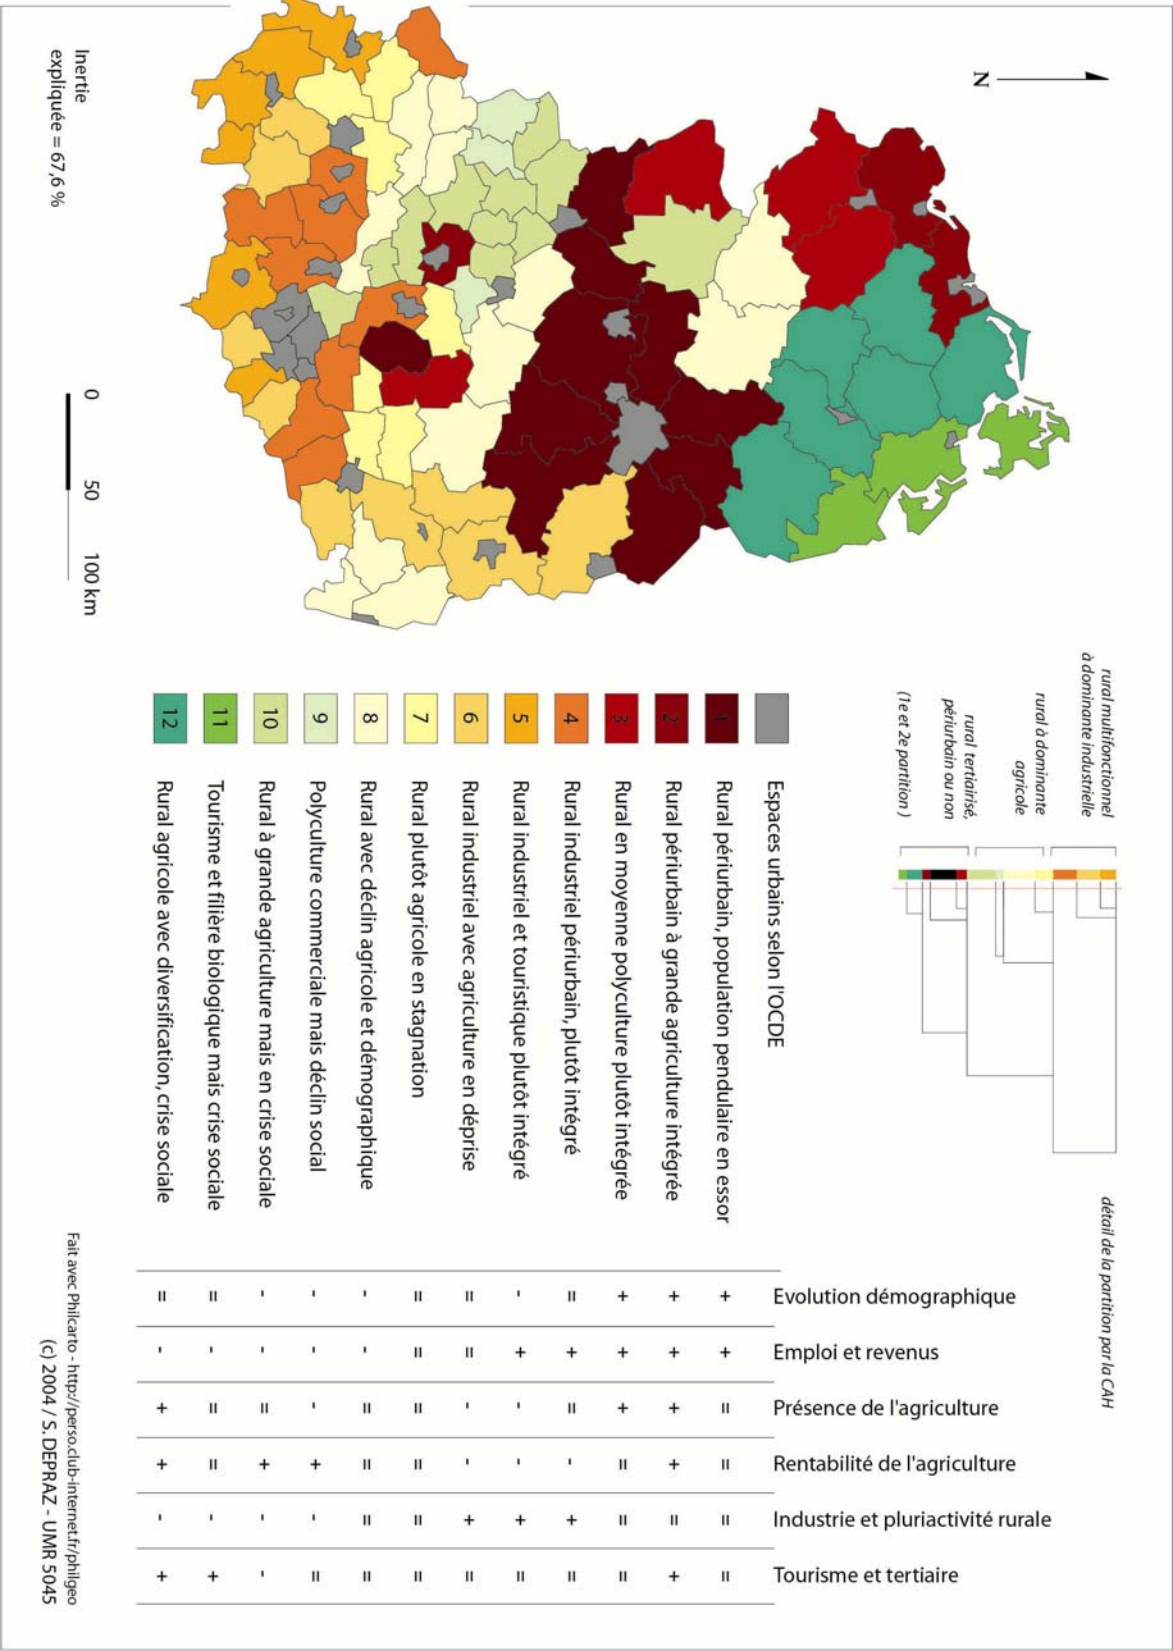 N
Inertie
expliquée = 67,6 %
0 50 100 km
rural multifonctionnel
à dominante industrielle
rural à dominante
agricole
rural tertiairisé,
périurbain ou non
(1e et 2e partition )
détail de la partition par la CAH
Evolution démographique
Emploi et revenus
Présence de l'agriculture
Rentabilité de l'agriculture
Industrie et pluriactivité rurale
Tourisme et tertiaire
Espaces urbains selon l'OCDE
1 Rural périurbain, population pendulaire en essor + + = = = =
2 Rural périurbain à grande agriculture intégrée + + + + = +
3 Rural en moyenne polyculture plutôt intégrée + + + = = =
4 Rural industriel périurbain, plutôt intégré = + = - + =
5 Rural industriel et touristique plutôt intégré - + - - + =
6 Rural industriel avec agriculture en déprise = = - - + =
7 Rural plutôt agricole en stagnation = = = = = =
8 Rural avec déclin agricole et démographique - - = = = =
9 Polyculture commerciale mais déclin social - - - + - =
10 Rural à grande agriculture mais en crise sociale - - = + - -
11 Tourisme et filière biologique mais crise sociale = - = = - +
12 Rural agricole avec diversification, crise sociale = - + + - +
Fait avec Philcarto - http://perso.club-internet.fr/philgeo
(c) 2004 / S. DEPRAZ - UMR 5045